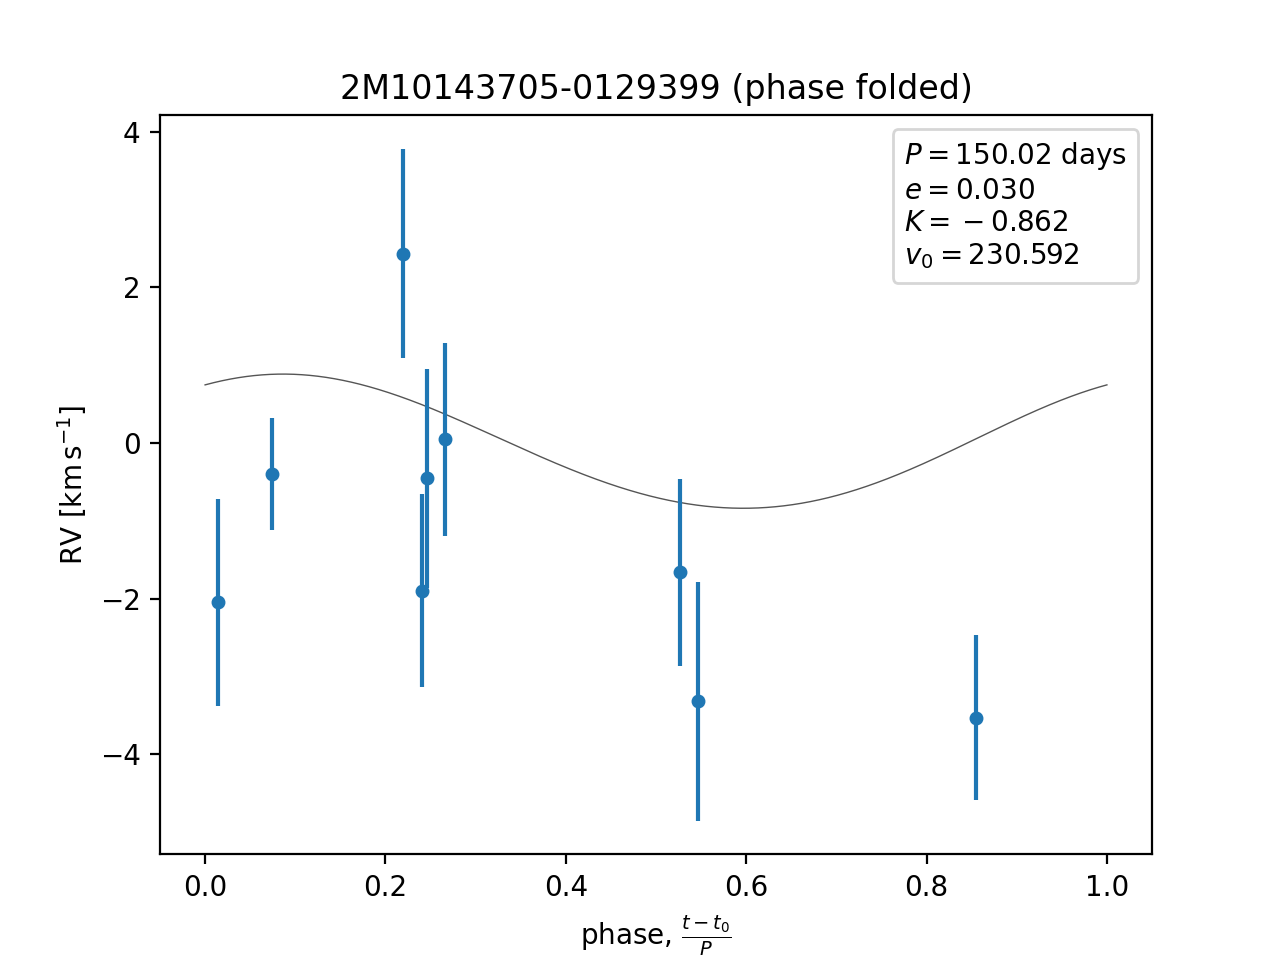 2M10143705-0129399 (phase folded)
P = 150.02 days
e = 0.030
K = −0.862
v₀ = 230.592
RV [km s⁻¹]
4
2
0
−2
−4
0.0 0.2 0.4 0.6 0.8 1.0
phase, (t − t₀)/P